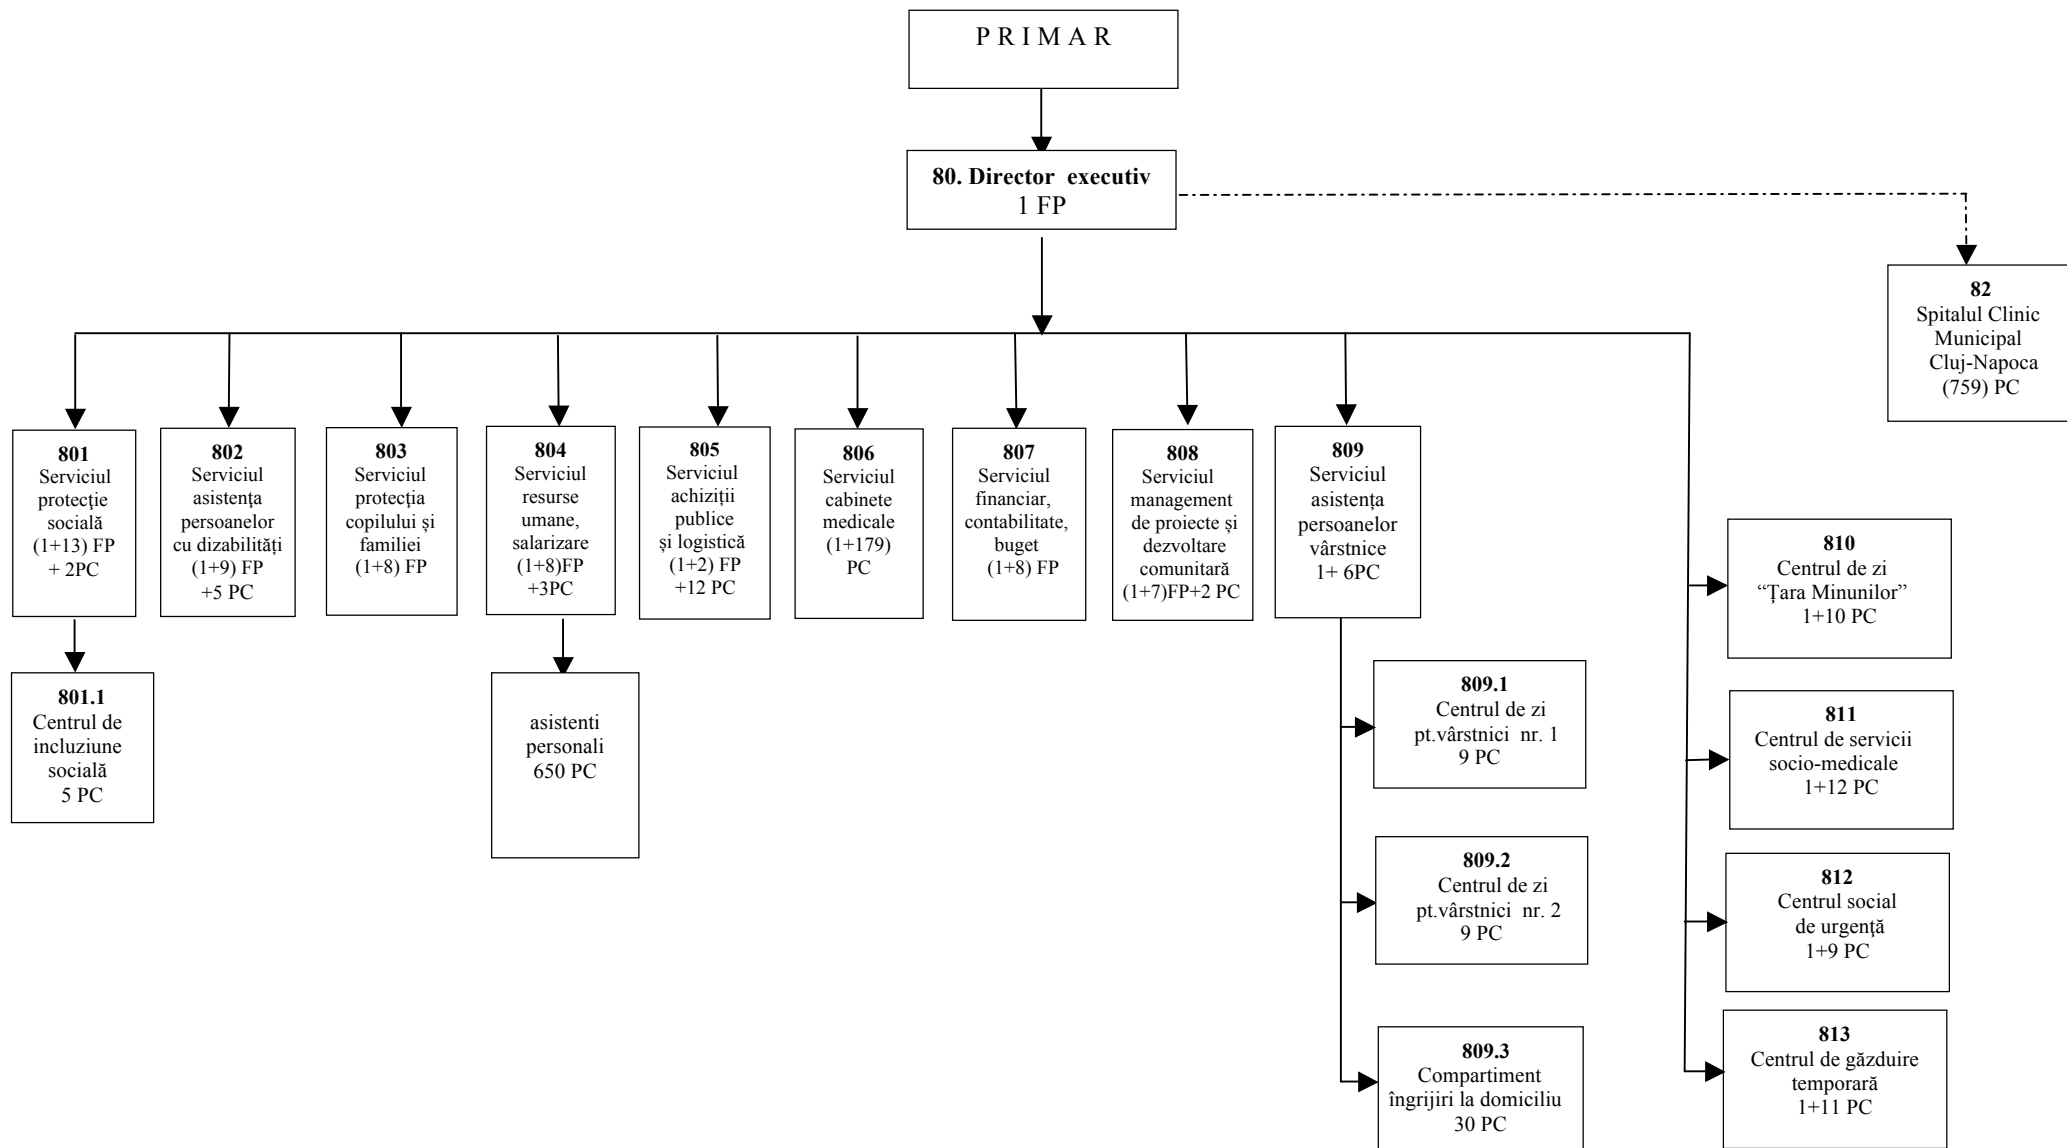 P R I M A R
80. Director executiv
1 FP
82
Spitalul Clinic
Municipal
Cluj-Napoca
(759) PC
801
Serviciul
protecţie
socială
(1+13) FP
+ 2PC
802
Serviciul
asistenţa
persoanelor
cu dizabilități
(1+9) FP
+5 PC
803
Serviciul
protecția
copilului și
familiei
(1+8) FP
804
Serviciul
resurse
umane,
salarizare
(1+8)FP
+3PC
805
Serviciul
achiziții
publice
și logistică
(1+2) FP
+12 PC
806
Serviciul
cabinete
medicale
(1+179)
PC
807
Serviciul
financiar,
contabilitate,
buget
(1+8) FP
808
Serviciul
management
de proiecte și
dezvoltare
comunitară
(1+7)FP+2 PC
809
Serviciul
asistența
persoanelor
vârstnice
1+ 6PC
801.1
Centrul de
incluziune
socială
5 PC
asistenti
personali
650 PC
809.1
Centrul de zi
pt.vârstnici nr. 1
9 PC
809.2
Centrul de zi
pt.vârstnici nr. 2
9 PC
809.3
Compartiment
îngrijiri la domiciliu
30 PC
810
Centrul de zi
“Ţara Minunilor”
1+10 PC
811
Centrul de servicii
socio-medicale
1+12 PC
812
Centrul social
de urgenţă
1+9 PC
813
Centrul de găzduire
temporară
1+11 PC